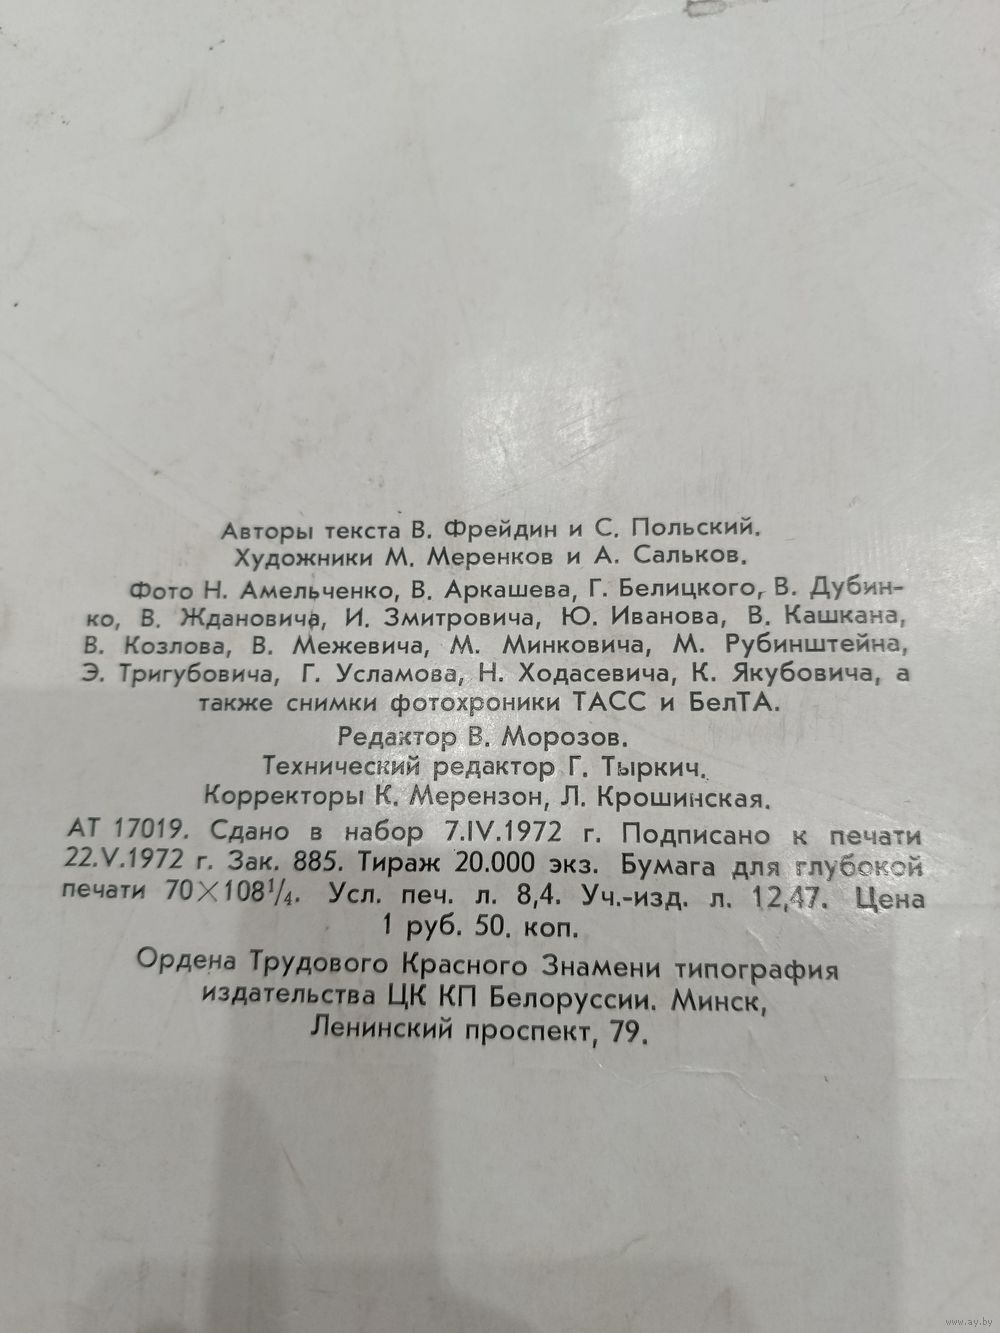 Авторы текста В. Фрейдин и С. Польский.
Художники М. Меренков и А. Сальков.
Фото Н. Амельченко, В. Аркашева, Г. Белицкого, В. Дубин-
ко, В. Ждановича, И. Змитровича, Ю. Иванова, В. Кашкана,
В. Козлова, В. Межевича, М. Минковича, М. Рубинштейна,
Э. Тригубовича, Г. Усламова, Н. Ходасевича, К. Якубовича, а
также снимки фотохроники ТАСС и БелТА.
Редактор В. Морозов.
Технический редактор Г. Тыркич.
Корректоры К. Мерензон, Л. Крошинская.
АТ 17019. Сдано в набор 7.IV.1972 г. Подписано к печати
22.V.1972 г. Зак. 885. Тираж 20.000 экз. Бумага для глубокой
печати 70×108¹/₄. Усл. печ. л. 8,4. Уч.-изд. л. 12,47. Цена
1 руб. 50. коп.
Ордена Трудового Красного Знамени типография
издательства ЦК КП Белоруссии. Минск,
Ленинский проспект, 79.
www.ay.by